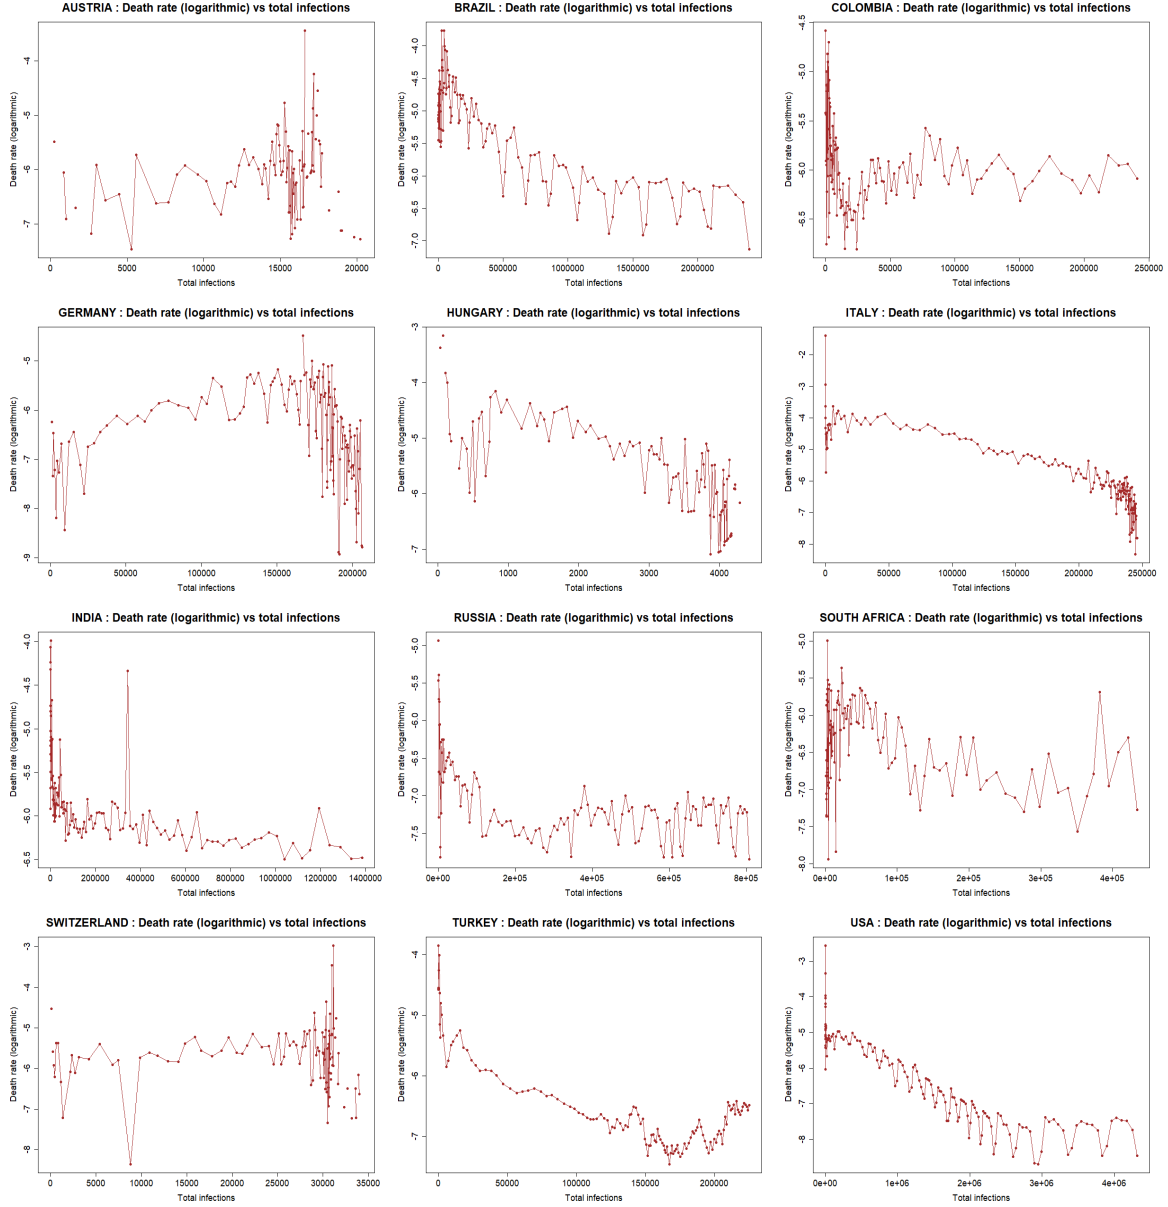 AUSTRIA : Death rate (logarithmic) vs total infections
Death rate (logarithmic)
-4
-5
-6
-7
0 5000 10000 15000 20000
Total infections
BRAZIL : Death rate (logarithmic) vs total infections
Death rate (logarithmic)
-4.0
-4.5
-5.0
-5.5
-6.0
-6.5
-7.0
0 500000 1000000 1500000 2000000
Total infections
COLOMBIA : Death rate (logarithmic) vs total infections
Death rate (logarithmic)
-4.5
-5.0
-5.5
-6.0
-6.5
0 50000 100000 150000 200000 250000
Total infections
GERMANY : Death rate (logarithmic) vs total infections
Death rate (logarithmic)
-5
-6
-7
-8
-9
0 50000 100000 150000 200000
Total infections
HUNGARY : Death rate (logarithmic) vs total infections
Death rate (logarithmic)
-3
-4
-5
-6
-7
0 1000 2000 3000 4000
Total infections
ITALY : Death rate (logarithmic) vs total infections
Death rate (logarithmic)
-2
-3
-4
-5
-6
-7
-8
0 50000 100000 150000 200000 250000
Total infections
INDIA : Death rate (logarithmic) vs total infections
Death rate (logarithmic)
-4.0
-4.5
-5.0
-5.5
-6.0
-6.5
0 200000 400000 600000 800000 1000000 1200000 1400000
Total infections
RUSSIA : Death rate (logarithmic) vs total infections
Death rate (logarithmic)
-4.5
-5.0
-5.5
-6.0
-6.5
-7.0
-7.5
0e+00 2e+05 4e+05 6e+05 8e+05
Total infections
SOUTH AFRICA : Death rate (logarithmic) vs total infections
Death rate (logarithmic)
-5.0
-5.5
-6.0
-6.5
-7.0
-7.5
-8.0
0e+00 1e+05 2e+05 3e+05 4e+05
Total infections
SWITZERLAND : Death rate (logarithmic) vs total infections
Death rate (logarithmic)
-3
-4
-5
-6
-7
-8
0 5000 10000 15000 20000 25000 30000 35000
Total infections
TURKEY : Death rate (logarithmic) vs total infections
Death rate (logarithmic)
-4
-5
-6
-7
0 50000 100000 150000 200000
Total infections
USA : Death rate (logarithmic) vs total infections
Death rate (logarithmic)
-3
-4
-5
-6
-7
-8
0e+00 1e+06 2e+06 3e+06 4e+06
Total infections